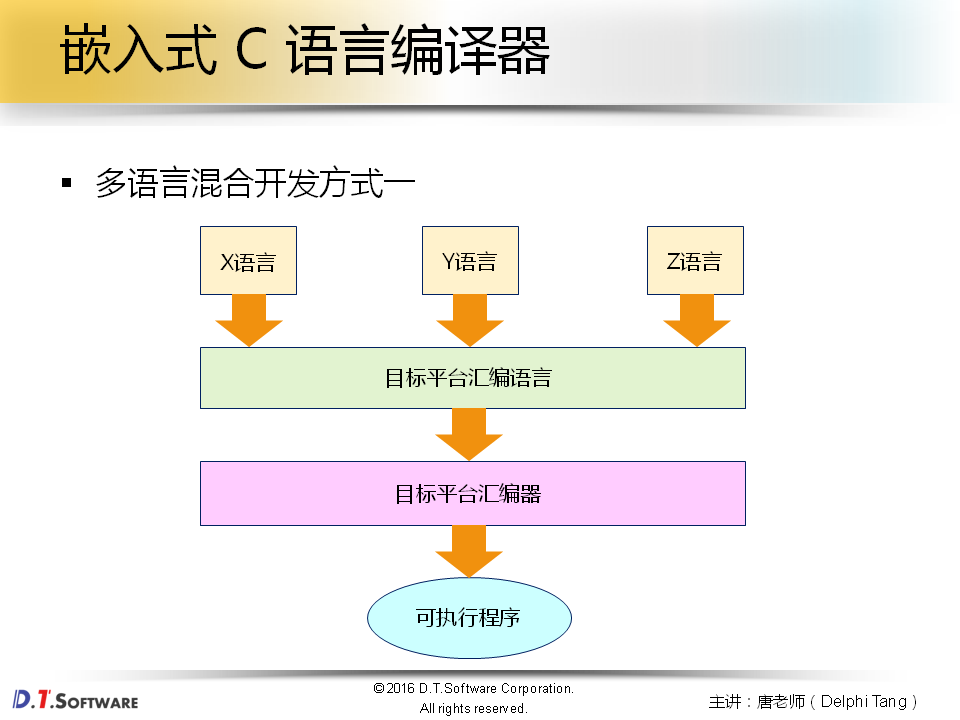 嵌入式 C 语言编译器
▪ 多语言混合开发方式一
X语言 Y语言 Z语言
目标平台汇编语言
目标平台汇编器
可执行程序
D.T.SOFTWARE
©2016 D.T.Software Corporation.
All rights reserved.
主讲：唐老师（Delphi Tang）